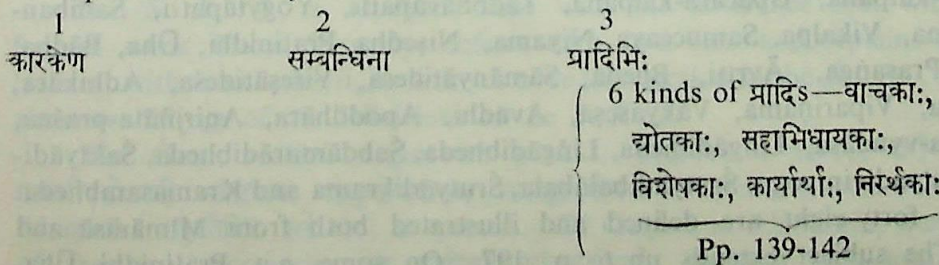 1 2 3
कारकेण सम्बन्धिना प्रादिभिः
6 kinds of प्रादिs—वाचकाः,
द्योतकाः, सहाभिधायकाः,
विशेषकाः, कार्यार्थाः, निरर्थकाः
Pp. 139-142